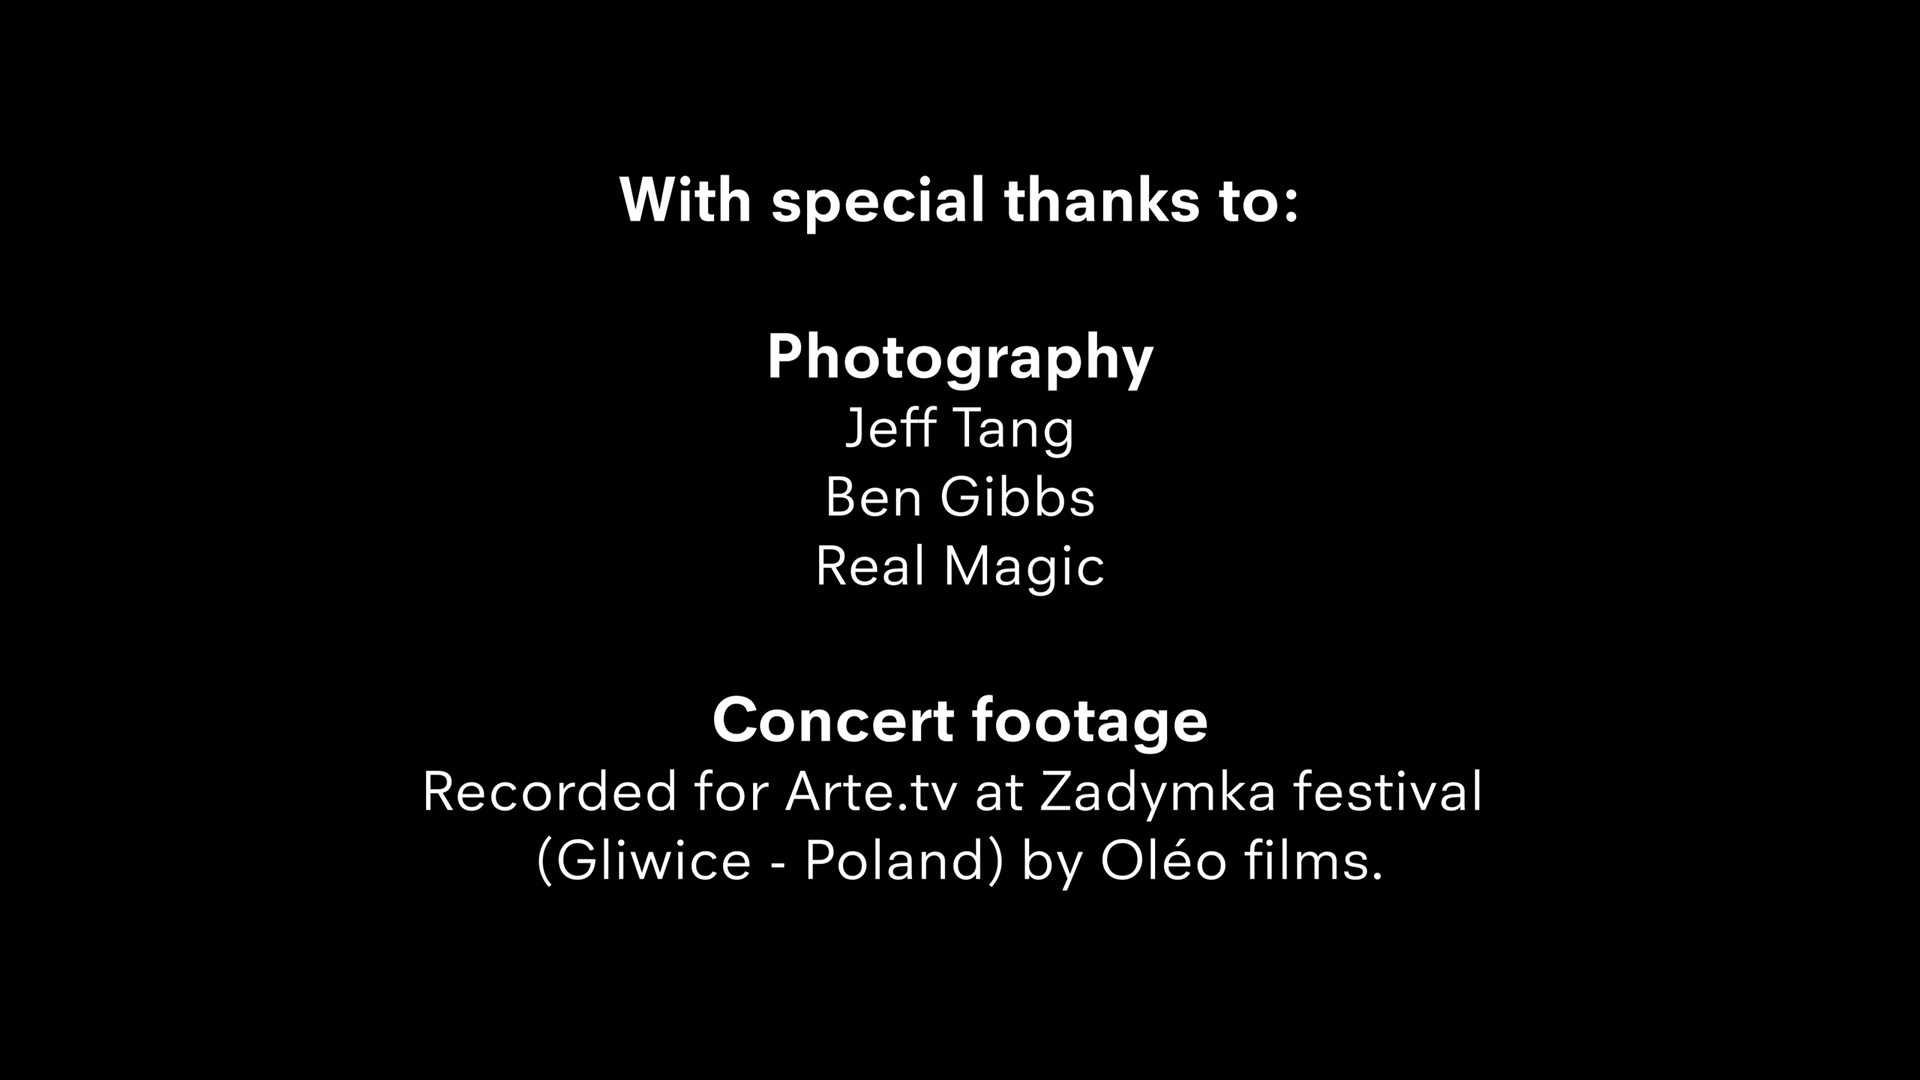 With special thanks to:
Photography
Jeff Tang
Ben Gibbs
Real Magic
Concert footage
Recorded for Arte.tv at Zadymka festival
(Gliwice - Poland) by Oléo films.